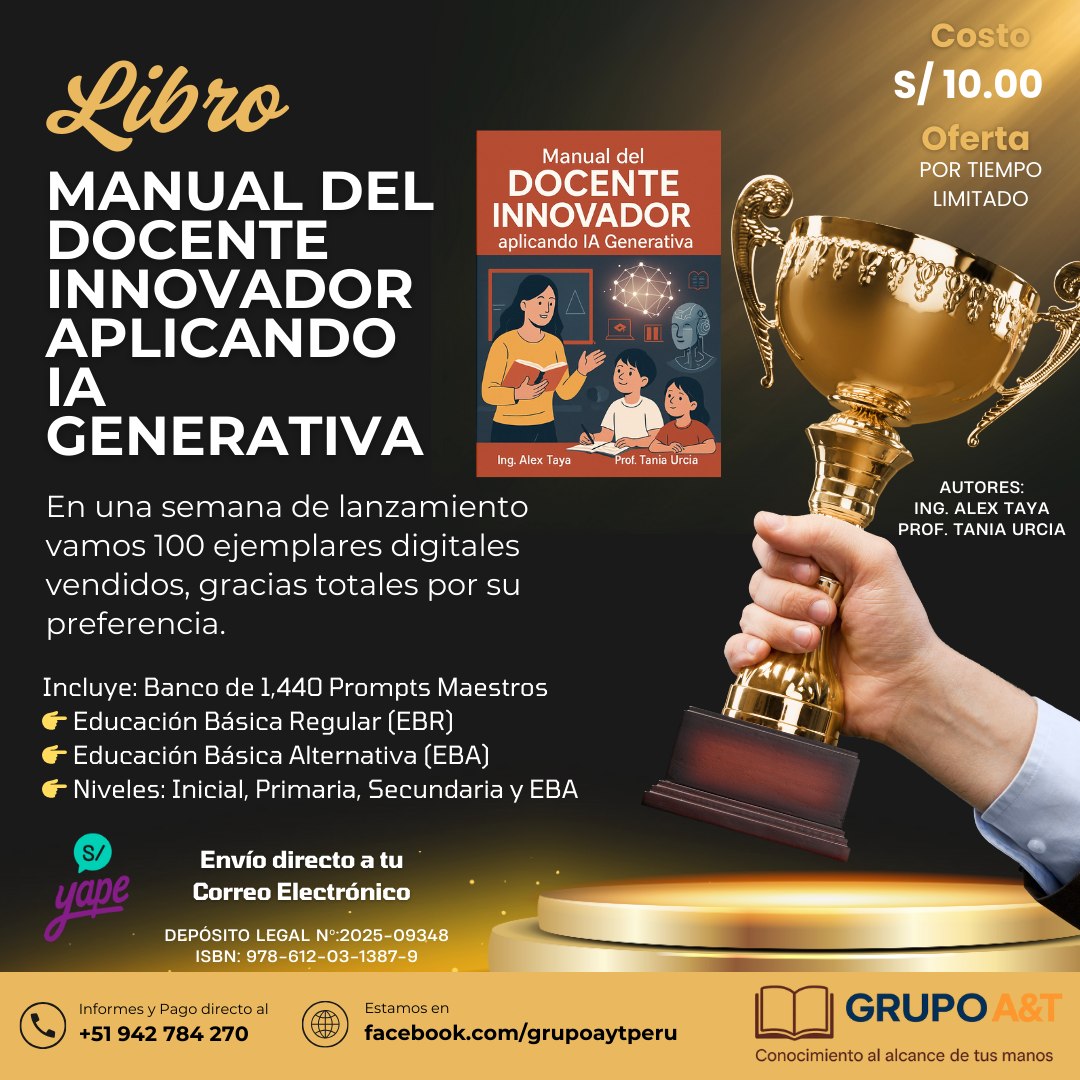 Libro
MANUAL DEL
DOCENTE
INNOVADOR
APLICANDO
IA
GENERATIVA
Costo
S/ 10.00
Oferta
POR TIEMPO
LIMITADO
Manual del
DOCENTE
INNOVADOR
aplicando IA Generativa
Ing. Alex Taya
Prof. Tania Urcia
AUTORES:
ING. ALEX TAYA
PROF. TANIA URCIA
En una semana de lanzamiento
vamos 100 ejemplares digitales
vendidos, gracias totales por su
preferencia.
Incluye: Banco de 1,440 Prompts Maestros
👉 Educación Básica Regular (EBR)
👉 Educación Básica Alternativa (EBA)
👉 Niveles: Inicial, Primaria, Secundaria y EBA
S/
yape
Envío directo a tu
Correo Electrónico
DEPÓSITO LEGAL N°:2025-09348
ISBN: 978-612-03-1387-9
Informes y Pago directo al
+51 942 784 270
Estamos en
facebook.com/grupoaytperu
GRUPO A&T
Conocimiento al alcance de tus manos